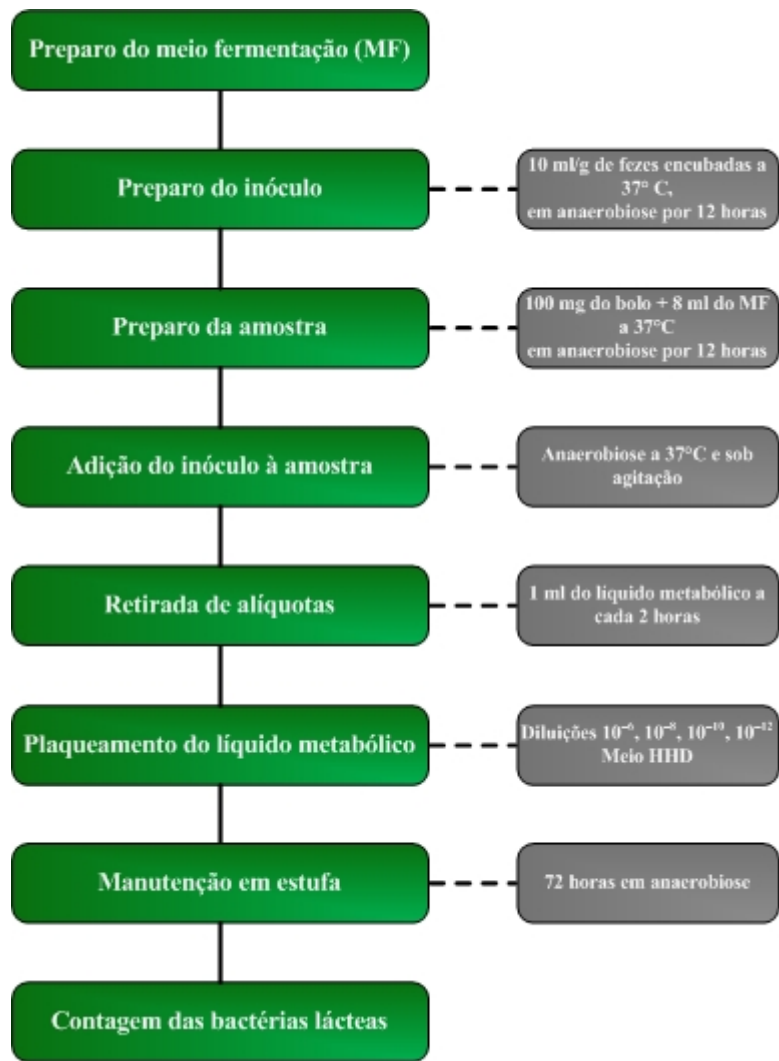 Preparo do meio fermentação (MF)
Preparo do inóculo
10 ml/g de fezes encubadas a
37° C,
em anaerobiose por 12 horas
Preparo da amostra
100 mg do bolo + 8 ml do MF
a 37°C
em anaerobiose por 12 horas
Adição do inóculo à amostra
Anaerobiose a 37°C e sob
agitação
Retirada de alíquotas
1 ml do líquido metabólico a
cada 2 horas
Plaqueamento do líquido metabólico
Diluições 10⁻⁶, 10⁻⁸, 10⁻¹⁰, 10⁻¹²
Meio HHD
Manutenção em estufa
72 horas em anaerobiose
Contagem das bactérias lácteas